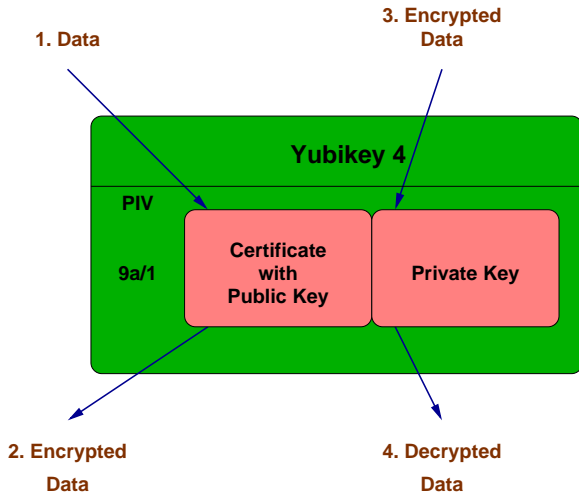 1. Data
3. Encrypted
Data
Yubikey 4
PIV
9a/1
Certificate
with
Public Key
Private Key
2. Encrypted
Data
4. Decrypted
Data